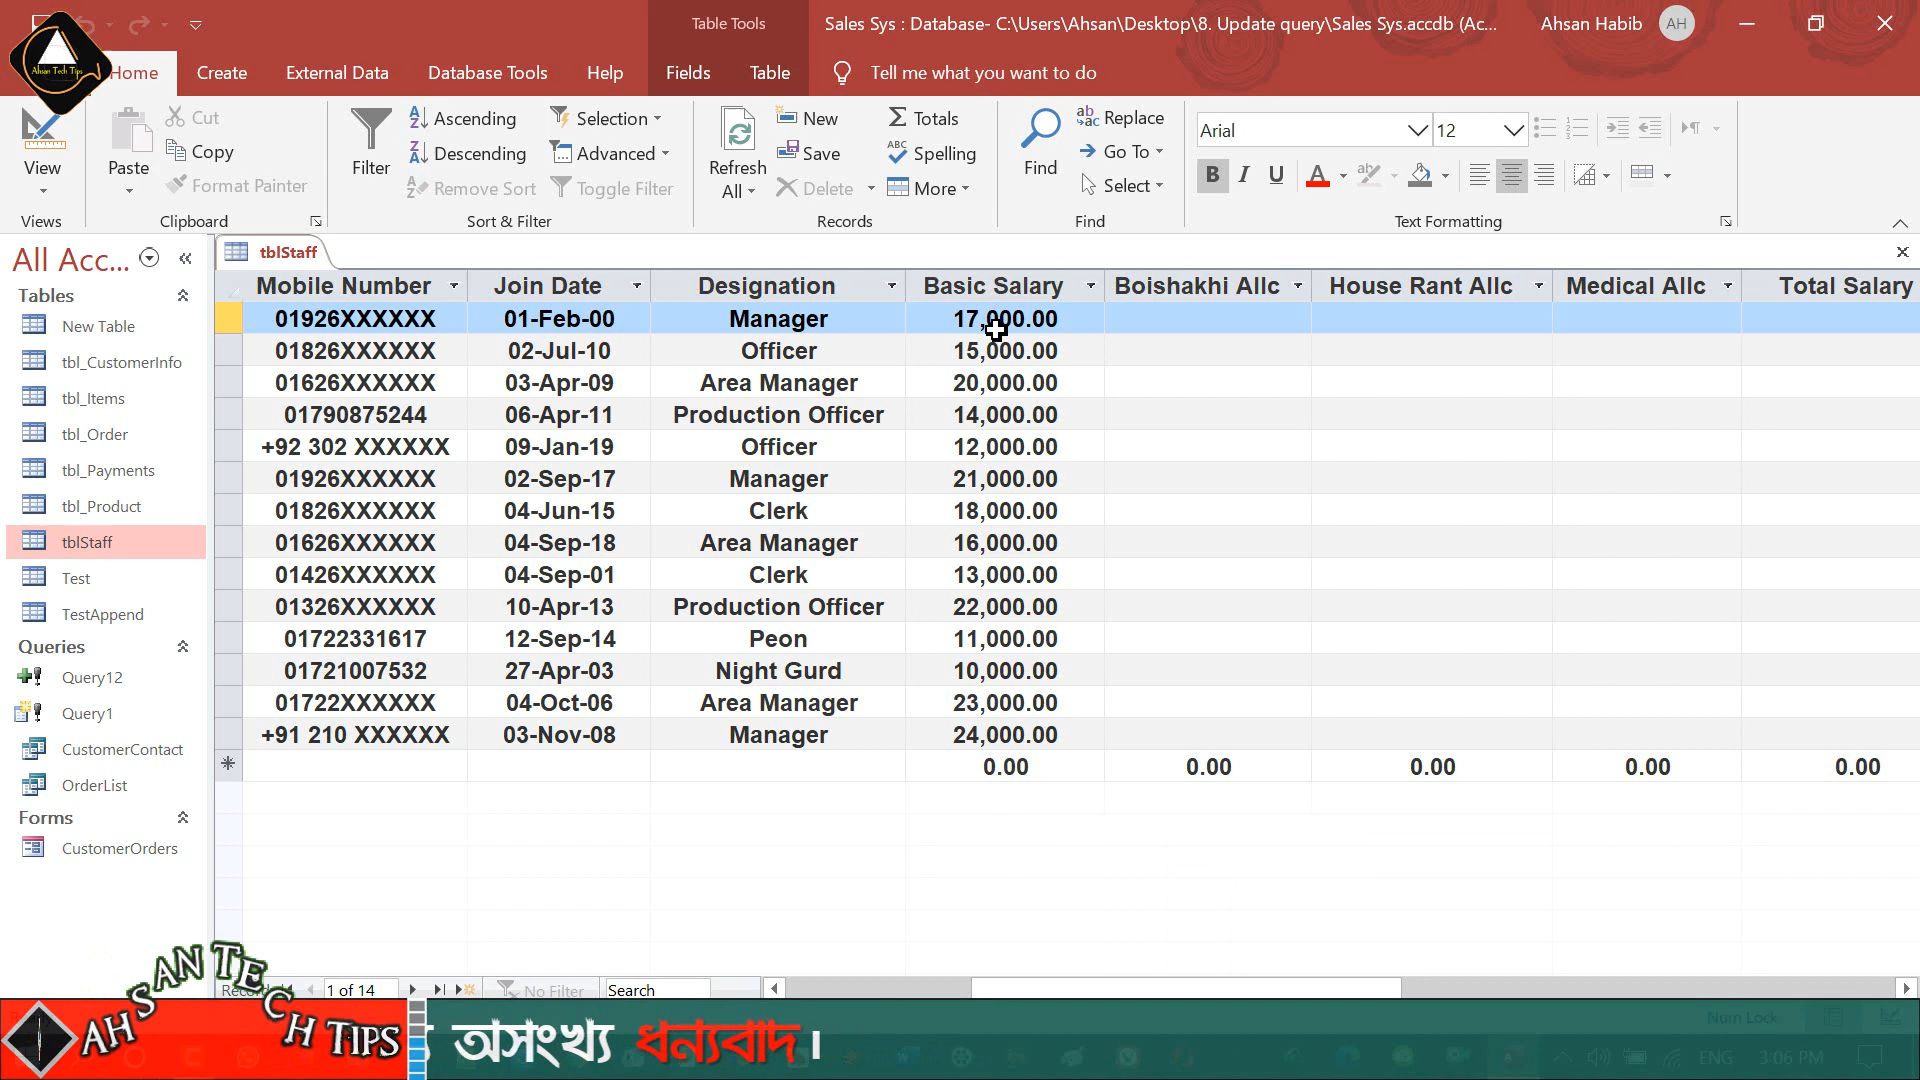 Table Tools
Sales Sys : Database- C:\Users\Ahsan\Desktop\8. Update query\Sales Sys.accdb (Ac...
Ahsan Habib
AH
Ahsan Tech Tips
Home
Create
External Data
Database Tools
Help
Fields
Table
Tell me what you want to do
View
Views
Paste
Cut
Copy
Format Painter
Clipboard
Filter
Ascending
Descending
Remove Sort
Selection
Advanced
Toggle Filter
Sort & Filter
Refresh
All
New
Save
Delete
Totals
Spelling
More
Records
Find
Replace
Go To
Select
Find
Arial
12
B I U
Text Formatting
All Acc...
Tables
New Table
tbl_CustomerInfo
tbl_Items
tbl_Order
tbl_Payments
tbl_Product
tblStaff
Test
TestAppend
Queries
Query12
Query1
CustomerContact
OrderList
Forms
CustomerOrders
tblStaff
Mobile Number Join Date Designation Basic Salary Boishakhi Allc House Rant Allc Medical Allc Total Salary
01926XXXXXX 01-Feb-00 Manager 17,000.00
01826XXXXXX 02-Jul-10 Officer 15,000.00
01626XXXXXX 03-Apr-09 Area Manager 20,000.00
01790875244 06-Apr-11 Production Officer 14,000.00
+92 302 XXXXXX 09-Jan-19 Officer 12,000.00
01926XXXXXX 02-Sep-17 Manager 21,000.00
01826XXXXXX 04-Jun-15 Clerk 18,000.00
01626XXXXXX 04-Sep-18 Area Manager 16,000.00
01426XXXXXX 04-Sep-01 Clerk 13,000.00
01326XXXXXX 10-Apr-13 Production Officer 22,000.00
01722331617 12-Sep-14 Peon 11,000.00
01721007532 27-Apr-03 Night Gurd 10,000.00
01722XXXXXX 04-Oct-06 Area Manager 23,000.00
+91 210 XXXXXX 03-Nov-08 Manager 24,000.00
0.00 0.00 0.00 0.00 0.00
1 of 14
No Filter
Search
AHSAN TECH TIPS
অসংখ্য ধন্যবাদ।
Num Lock
ENG
3:06 PM